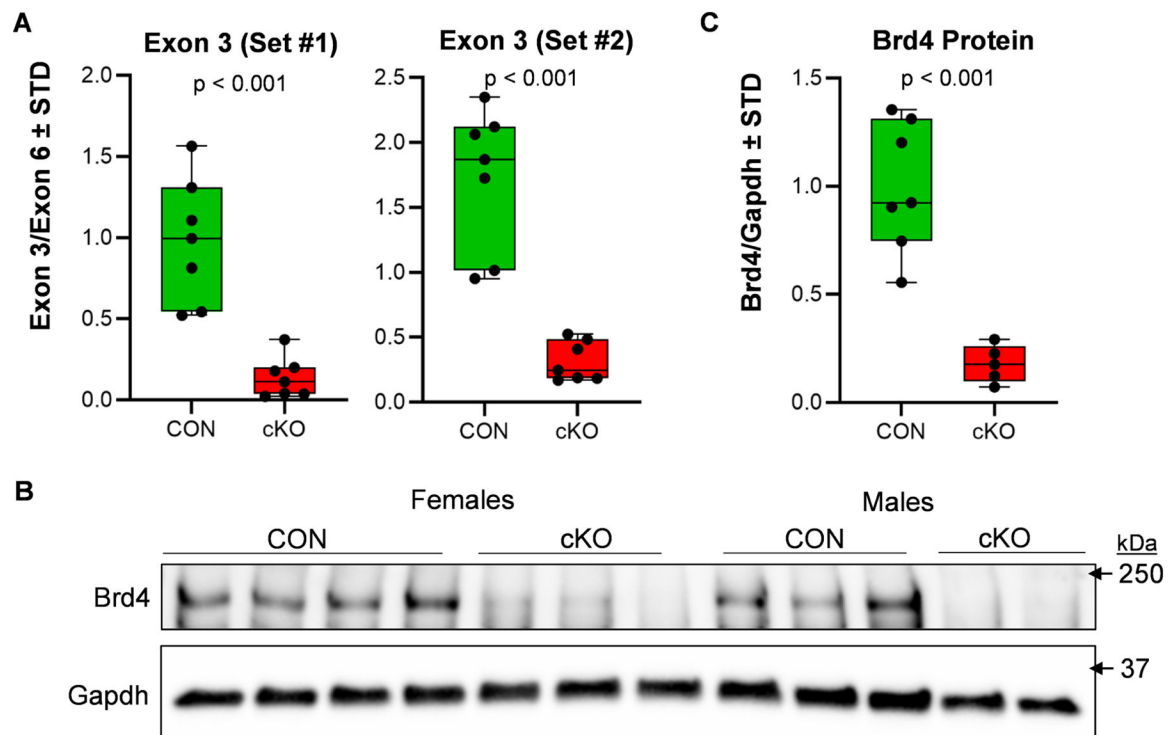 A
Exon 3 (Set #1)
p < 0.001
Exon 3/Exon 6 ± STD
2.0
1.5
1.0
0.5
0.0
CON
cKO
Exon 3 (Set #2)
p < 0.001
2.5
2.0
1.5
1.0
0.5
0.0
CON
cKO
C
Brd4 Protein
p < 0.001
Brd4/Gapdh ± STD
1.5
1.0
0.5
0.0
CON
cKO
B
Females
Males
CON
cKO
CON
cKO
kDa
Brd4
250
Gapdh
37